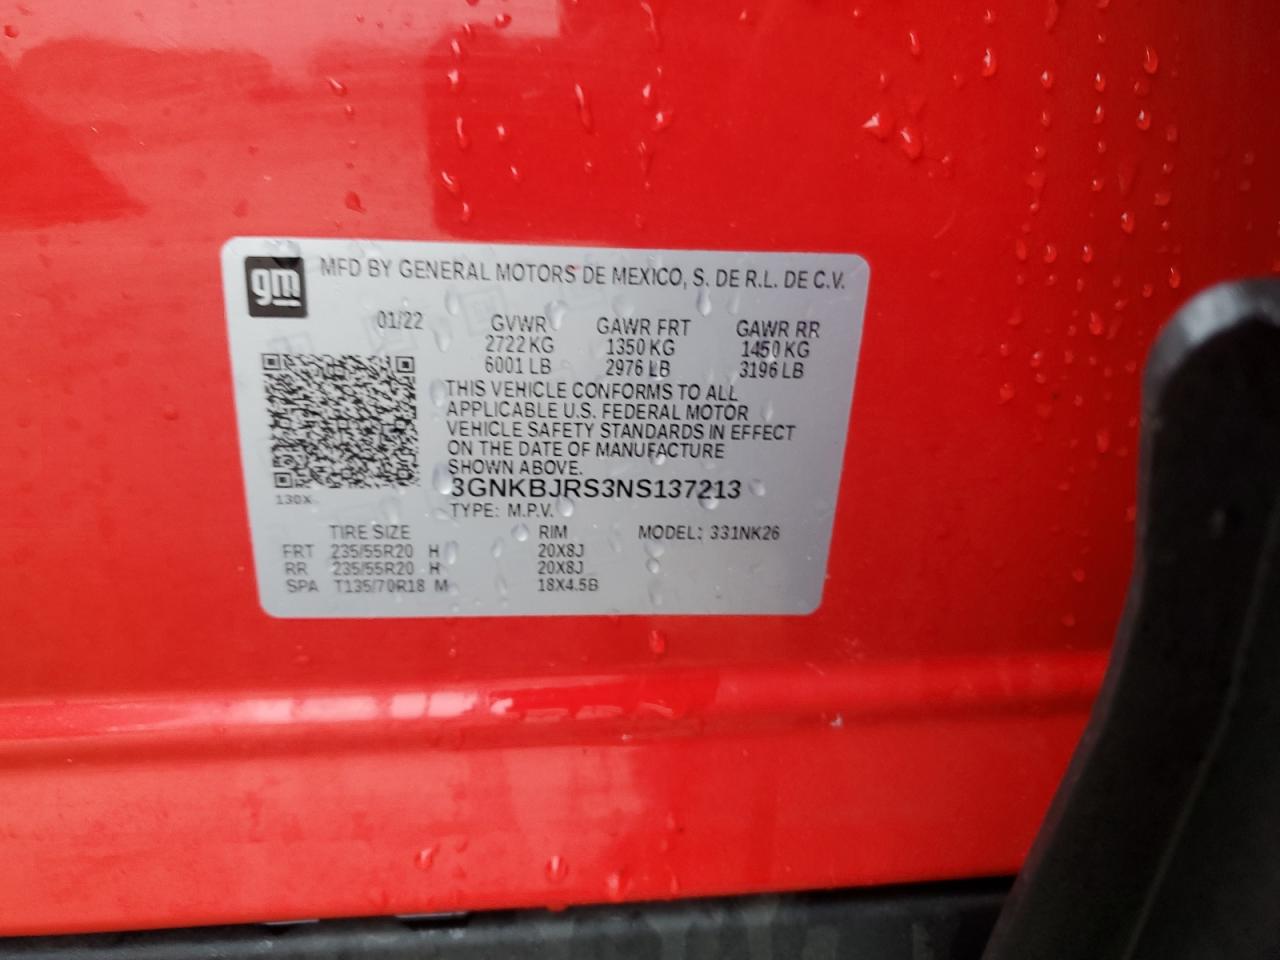 gm MFD BY GENERAL MOTORS DE MEXICO, S. DE R.L. DE C.V.
01/22 GVWR GAWR FRT GAWR RR
2722 KG 1350 KG 1450 KG
6001 LB 2976 LB 3196 LB
THIS VEHICLE CONFORMS TO ALL
APPLICABLE U.S. FEDERAL MOTOR
VEHICLE SAFETY STANDARDS IN EFFECT
ON THE DATE OF MANUFACTURE
SHOWN ABOVE.
3GNKBJRS3NS137213
130X
TYPE: M.P.V.
TIRE SIZE RIM MODEL: 331NK26
FRT 235/55R20 H 20X8J
RR 235/55R20 H 20X8J
SPA T135/70R18 M 18X4.5B